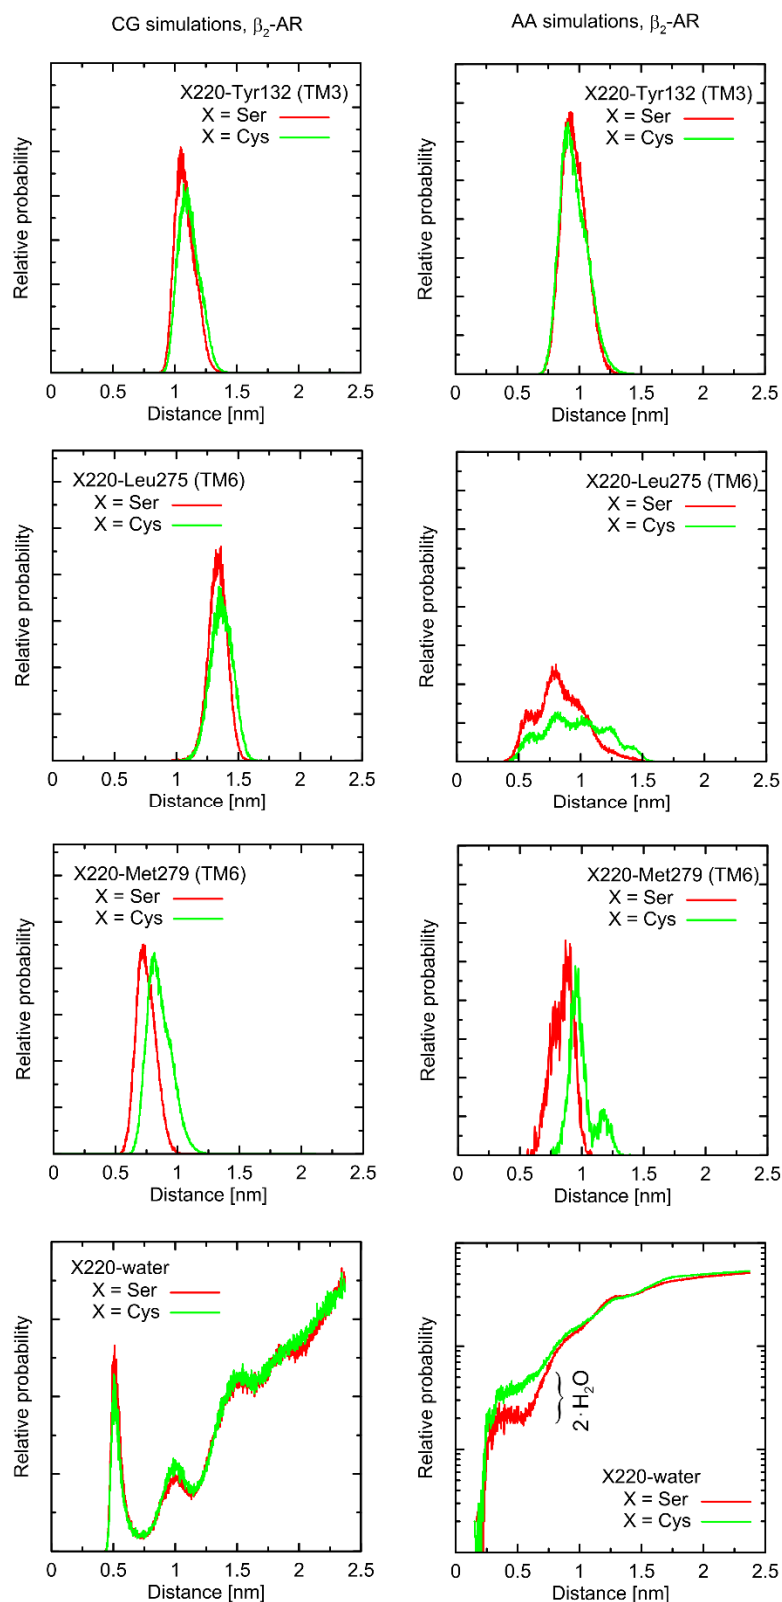 CG simulations, β₂-AR
AA simulations, β₂-AR
X220-Tyr132 (TM3)
X = Ser
X = Cys
Relative probability
0 0.5 1 1.5 2 2.5
Distance [nm]
X220-Tyr132 (TM3)
X = Ser
X = Cys
Relative probability
0 0.5 1 1.5 2 2.5
Distance [nm]
X220-Leu275 (TM6)
X = Ser
X = Cys
Relative probability
0 0.5 1 1.5 2 2.5
Distance [nm]
X220-Leu275 (TM6)
X = Ser
X = Cys
Relative probability
0 0.5 1 1.5 2 2.5
Distance [nm]
X220-Met279 (TM6)
X = Ser
X = Cys
Relative probability
0 0.5 1 1.5 2 2.5
Distance [nm]
X220-Met279 (TM6)
X = Ser
X = Cys
Relative probability
0 0.5 1 1.5 2 2.5
Distance [nm]
X220-water
X = Ser
X = Cys
Relative probability
0 0.5 1 1.5 2 2.5
Distance [nm]
2·H₂O
X220-water
X = Ser
X = Cys
Relative probability
0 0.5 1 1.5 2 2.5
Distance [nm]